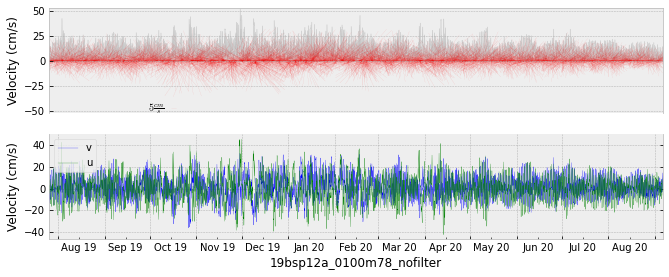 Velocity (cm/s)
50
25
0
−25
−50
5 cm/s
Velocity (cm/s)
40
20
0
−20
−40
v
u
Aug 19 Sep 19 Oct 19 Nov 19 Dec 19 Jan 20 Feb 20 Mar 20 Apr 20 May 20 Jun 20 Jul 20 Aug 20
19bsp12a_0100m78_nofilter